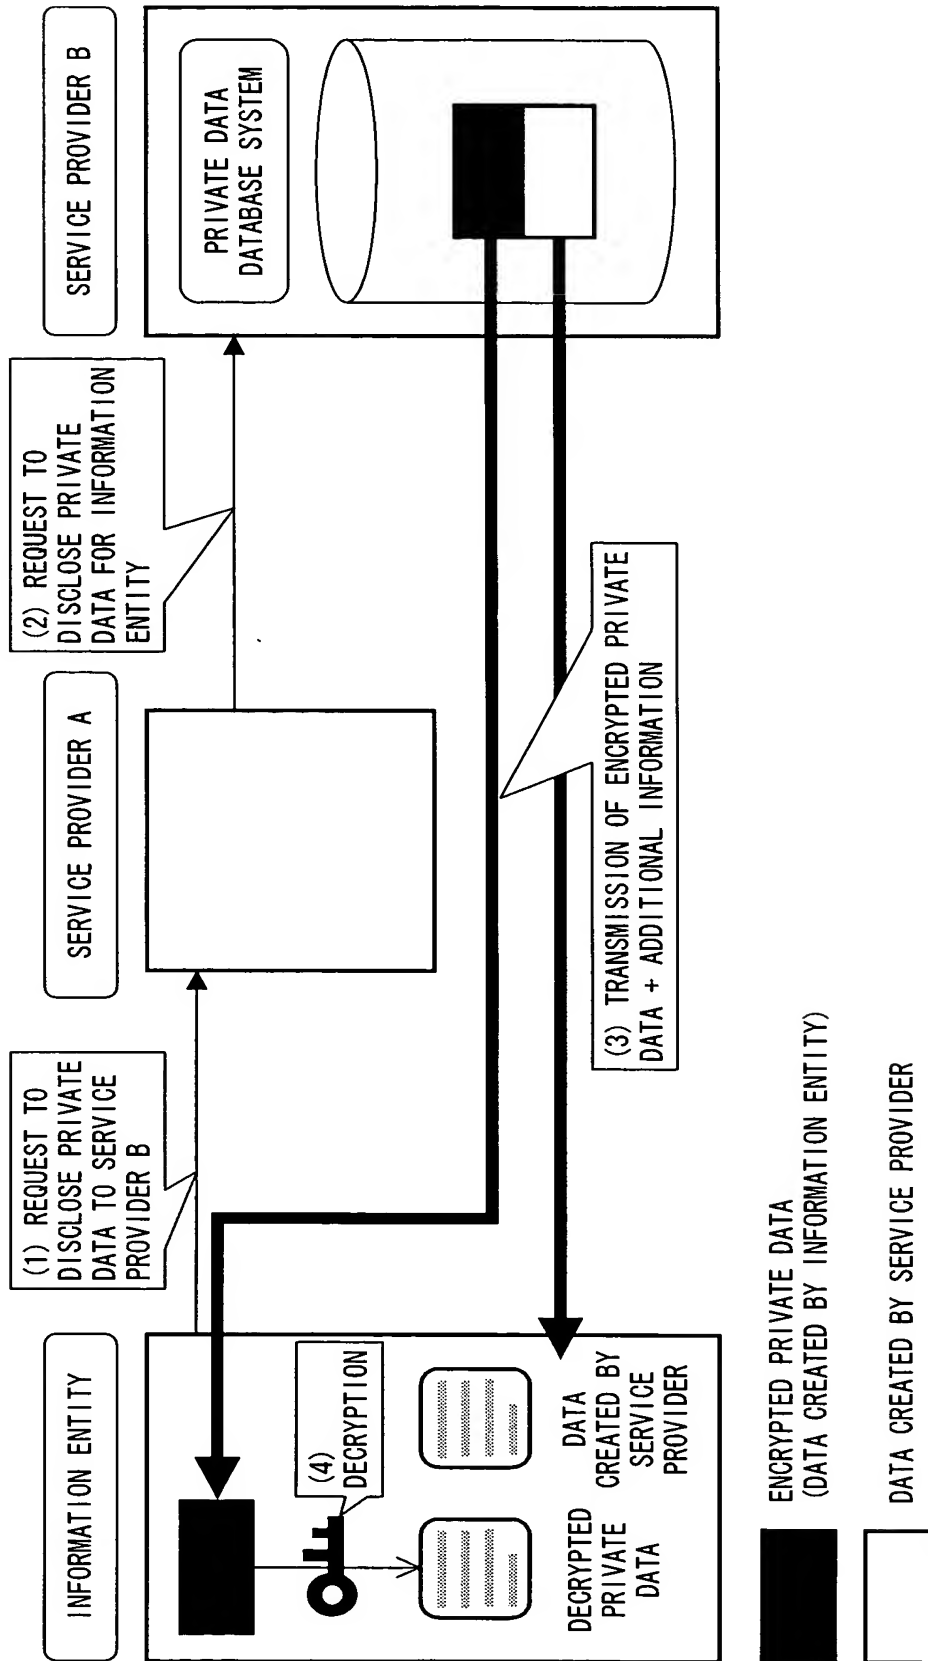 INFORMATION ENTITY
(1) REQUEST TO
DISCLOSE PRIVATE
DATA TO SERVICE
PROVIDER B
SERVICE PROVIDER A
(2) REQUEST TO
DISCLOSE PRIVATE
DATA FOR INFORMATION
ENTITY
SERVICE PROVIDER B
PRIVATE DATA
DATABASE SYSTEM
(4)
DECRYPTION
DECRYPTED
PRIVATE
DATA
DATA
CREATED BY
SERVICE
PROVIDER
(3) TRANSMISSION OF ENCRYPTED PRIVATE
DATA + ADDITIONAL INFORMATION
ENCRYPTED PRIVATE DATA
(DATA CREATED BY INFORMATION ENTITY)
DATA CREATED BY SERVICE PROVIDER